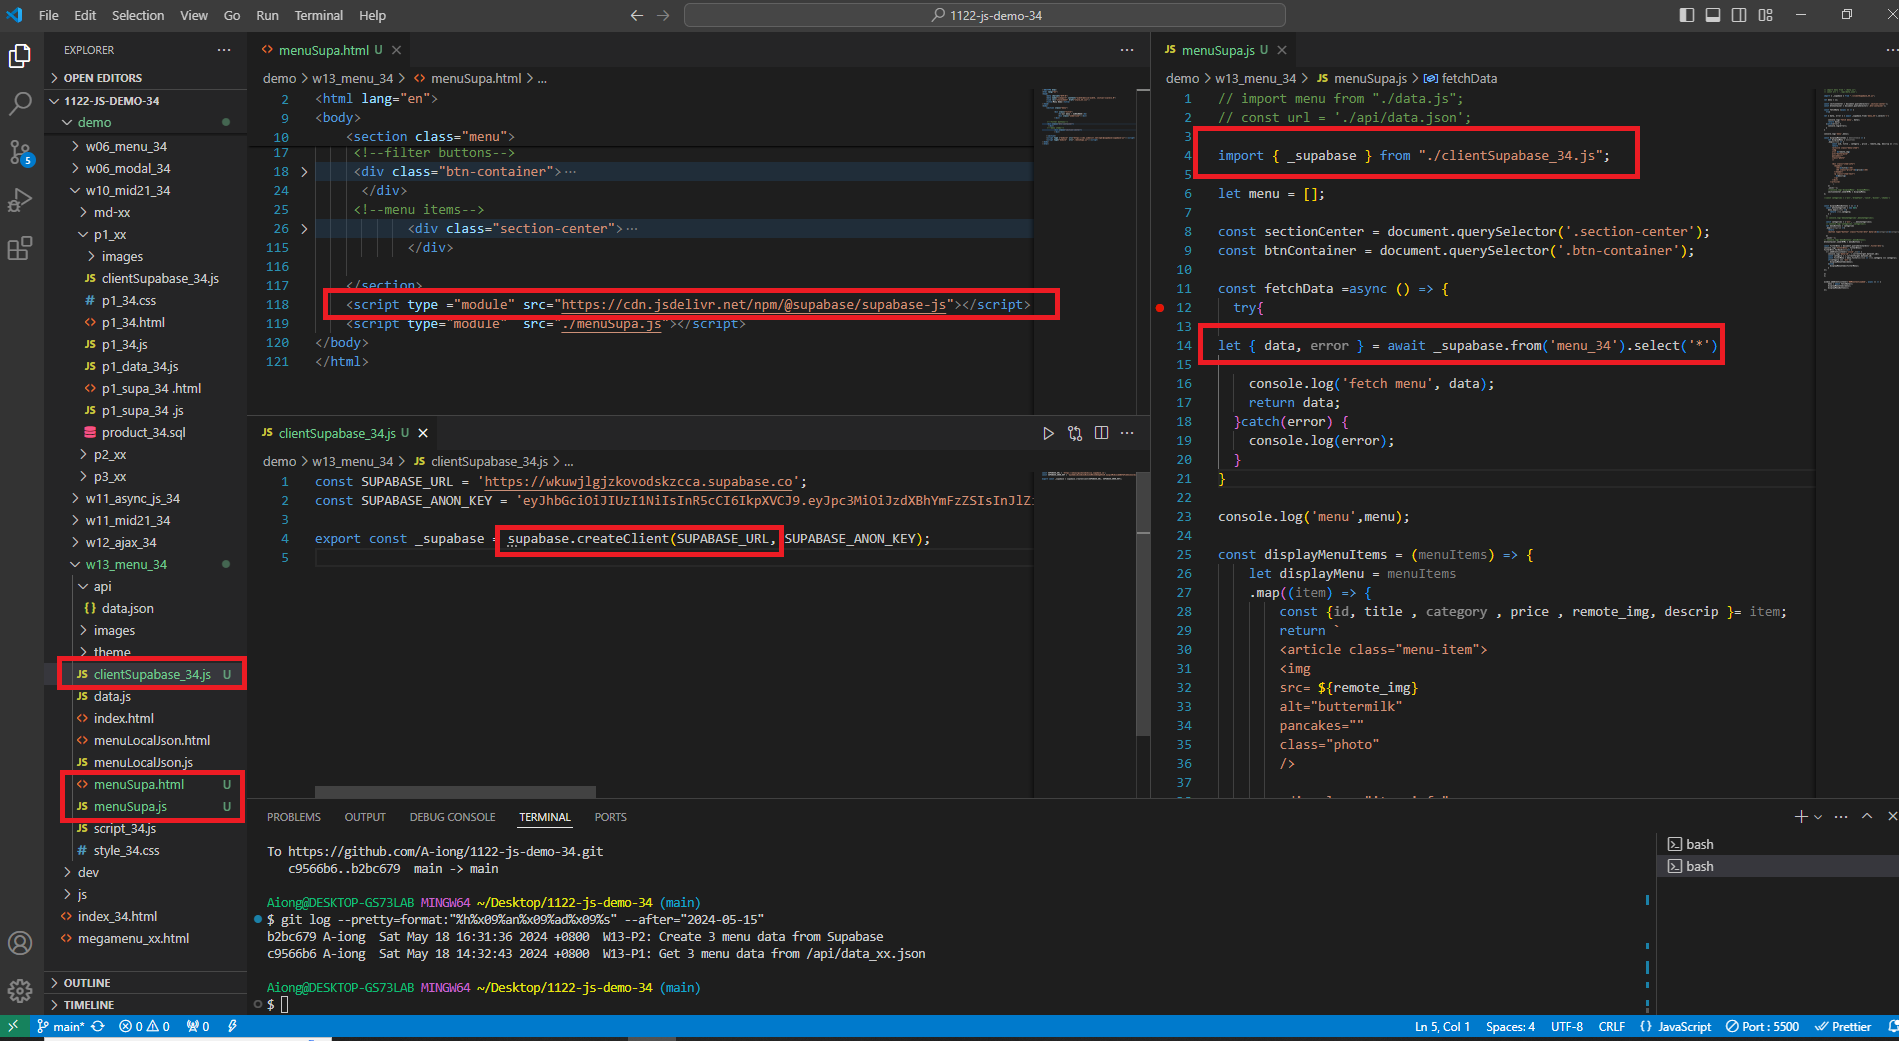 File Edit Selection View Go Run Terminal Help
1122-js-demo-34
EXPLORER
OPEN EDITORS
1122-JS-DEMO-34
demo
w06_menu_34
w06_modal_34
w10_mid21_34
md-xx
p1_xx
images
JS clientSupabase_34.js
# p1_34.css
<> p1_34.html
JS p1_34.js
JS p1_data_34.js
<> p1_supa_34 .html
JS p1_supa_34 .js
product_34.sql
p2_xx
p3_xx
w11_async_js_34
w11_mid21_34
w12_ajax_34
w13_menu_34
api
{} data.json
images
theme
JS clientSupabase_34.js U
JS data.js
<> index.html
<> menuLocalJson.html
JS menuLocalJson.js
<> menuSupa.html U
JS menuSupa.js U
JS script_34.js
# style_34.css
dev
js
<> index_34.html
<> megamenu_xx.html
OUTLINE
TIMELINE
5
<> menuSupa.html U
demo > w13_menu_34 > <> menuSupa.html > ...
2 <html lang="en">
9 <body>
10 <section class="menu">
17 <!--filter buttons-->
18 <div class="btn-container">...
24 </div>
25 <!--menu items-->
26 <div class="section-center">...
115 </div>
116
117 </section>
118 <script type ="module" src="https://cdn.jsdelivr.net/npm/@supabase/supabase-js"></script>
119 <script type="module" src="./menuSupa.js"></script>
120 </body>
121 </html>
JS clientSupabase_34.js U
demo > w13_menu_34 > JS clientSupabase_34.js > ...
1 const SUPABASE_URL = 'https://wkuwjlgjzkovodskzcca.supabase.co';
2 const SUPABASE_ANON_KEY = 'eyJhbGciOiJIUzI1NiIsInR5cCI6IkpXVCJ9.eyJpc3MiOiJzdXBhYmFzZSIsInJlZi
3
4 export const _supabase = supabase.createClient(SUPABASE_URL, SUPABASE_ANON_KEY);
5
JS menuSupa.js U
demo > w13_menu_34 > JS menuSupa.js > fetchData
1 // import menu from "./data.js";
2 // const url = './api/data.json';
3
4 import { _supabase } from "./clientSupabase_34.js";
5
6 let menu = [];
7
8 const sectionCenter = document.querySelector('.section-center');
9 const btnContainer = document.querySelector('.btn-container');
10
11 const fetchData =async () => {
12 try{
13
14 let { data, error } = await _supabase.from('menu_34').select('*')
15
16 console.log('fetch menu', data);
17 return data;
18 }catch(error) {
19 console.log(error);
20 }
21 }
22
23 console.log('menu',menu);
24
25 const displayMenuItems = (menuItems) => {
26 let displayMenu = menuItems
27 .map((item) => {
28 const {id, title , category , price , remote_img, descrip }= item;
29 return `
30 <article class="menu-item">
31 <img
32 src= ${remote_img}
33 alt="buttermilk"
34 pancakes=""
35 class="photo"
36 />
37
PROBLEMS OUTPUT DEBUG CONSOLE TERMINAL PORTS
To https://github.com/A-iong/1122-js-demo-34.git
c9566b6..b2bc679 main -> main
Aiong@DESKTOP-GS73LAB MINGW64 ~/Desktop/1122-js-demo-34 (main)
$ git log --pretty=format:"%h%x09%an%x09%ad%x09%s" --after="2024-05-15"
b2bc679 A-iong Sat May 18 16:31:36 2024 +0800 W13-P2: Create 3 menu data from Supabase
c9566b6 A-iong Sat May 18 14:32:43 2024 +0800 W13-P1: Get 3 menu data from /api/data_xx.json
Aiong@DESKTOP-GS73LAB MINGW64 ~/Desktop/1122-js-demo-34 (main)
$
bash
bash
main* 0 0 0
Ln 5, Col 1 Spaces: 4 UTF-8 CRLF {} JavaScript Port : 5500 Prettier